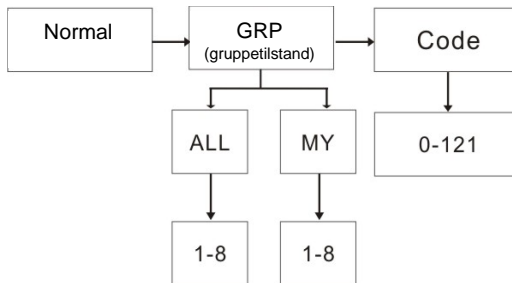 Normal
GRP
(gruppetilstand)
Code
ALL
MY
0-121
1-8
1-8